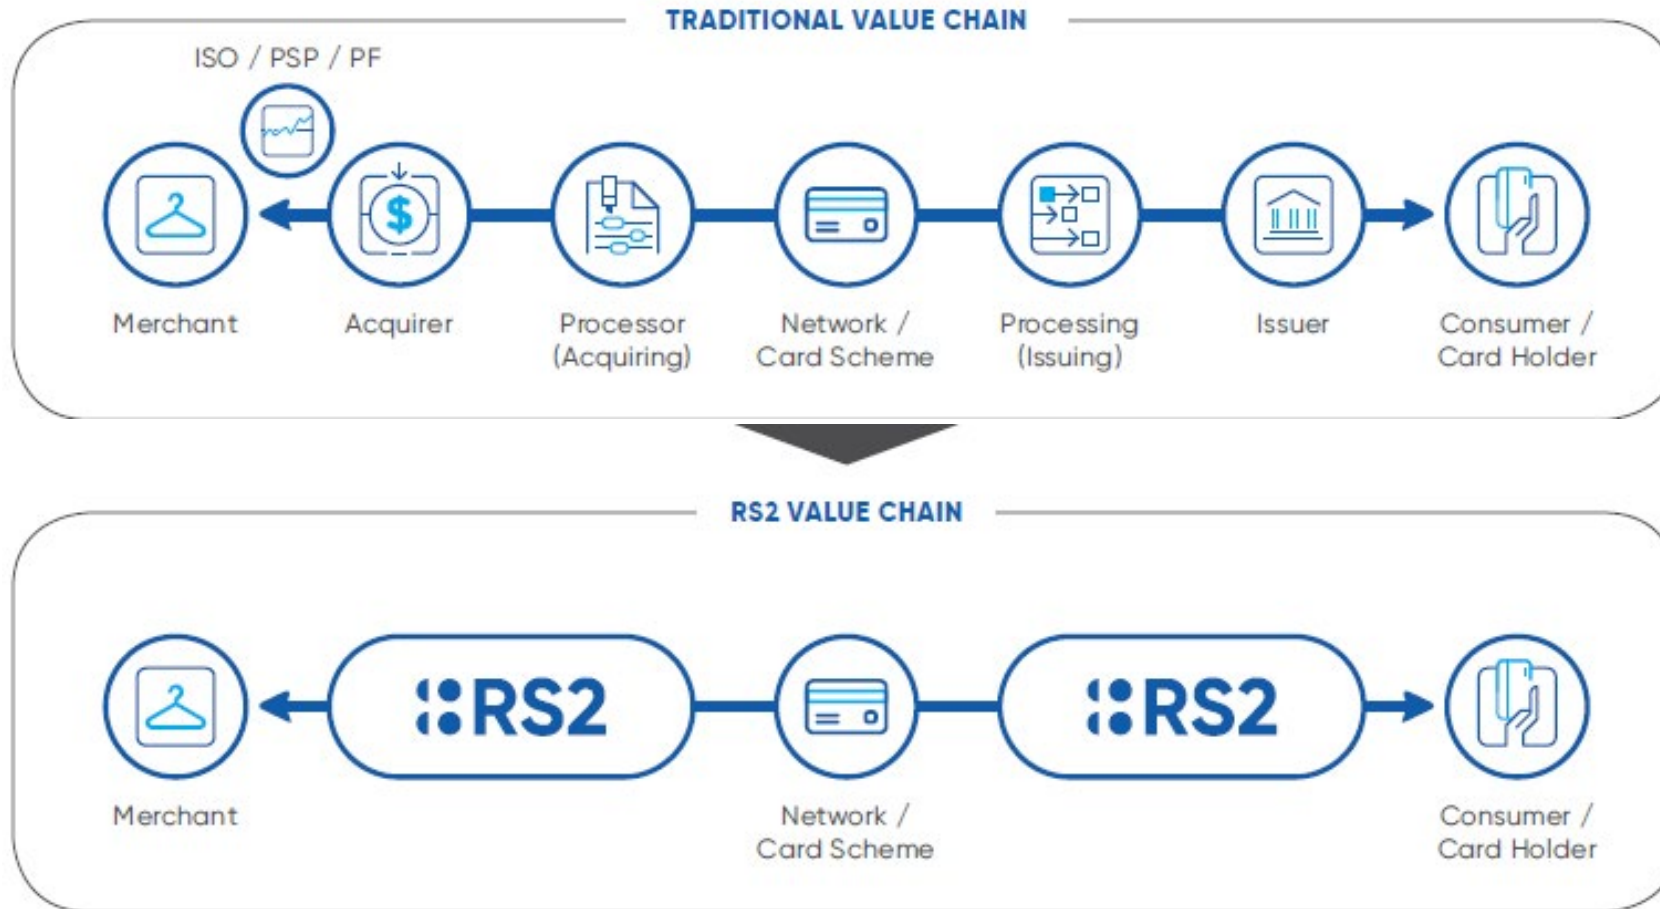 TRADITIONAL VALUE CHAIN
ISO / PSP / PF
$
Merchant
Acquirer
Processor
(Acquiring)
Network /
Card Scheme
Processing
(Issuing)
Issuer
Consumer /
Card Holder
RS2 VALUE CHAIN
RS2
RS2
Merchant
Network /
Card Scheme
Consumer /
Card Holder